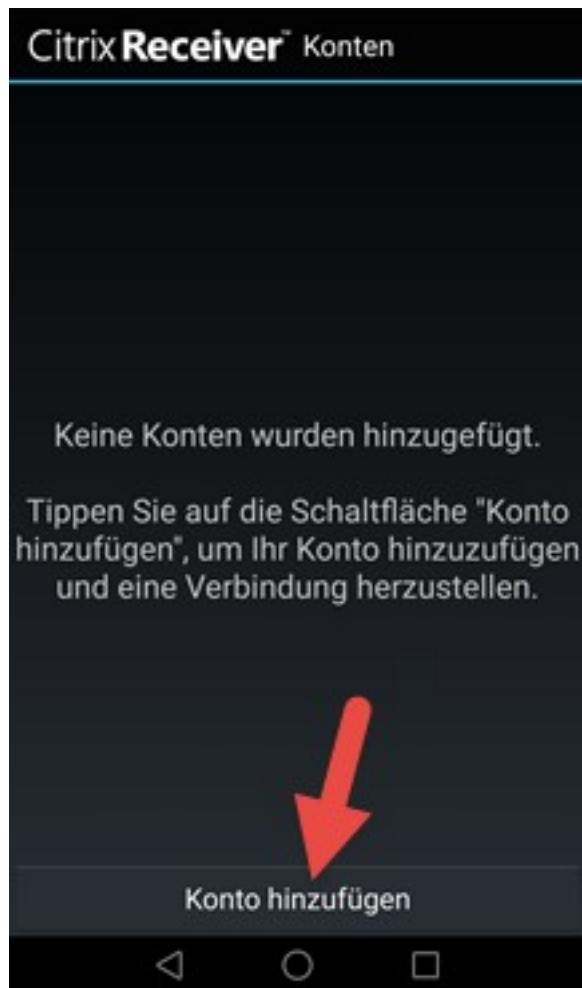 Citrix Receiver™ Konten
Keine Konten wurden hinzugefügt.
Tippen Sie auf die Schaltfläche "Konto
hinzufügen", um Ihr Konto hinzuzufügen
und eine Verbindung herzustellen.
Konto hinzufügen